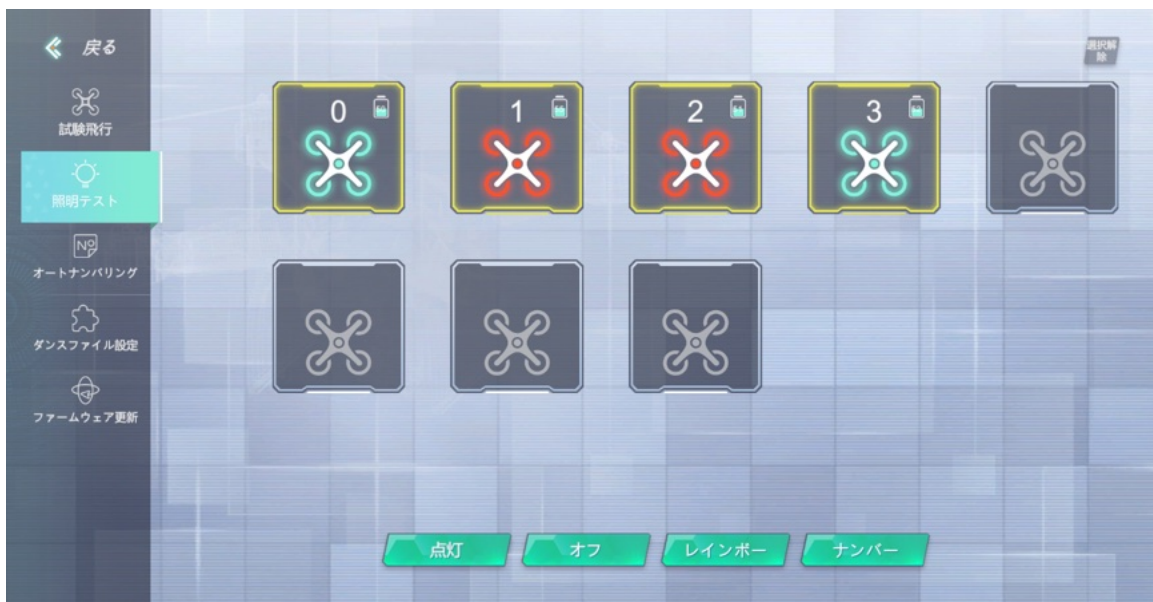 戻る
選択解
除
試験飛行
照明テスト
No
オートナンバリング
ダンスファイル設定
ファームウェア更新
0
1
2
3
点灯
オフ
レインボー
ナンバー